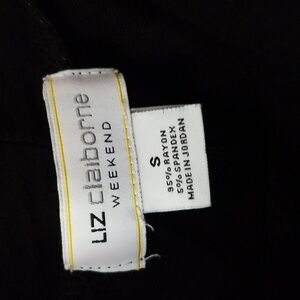 LIZ claiborne
WEEKEND
S
95% RAYON
5% SPANDEX
MADE IN JORDAN